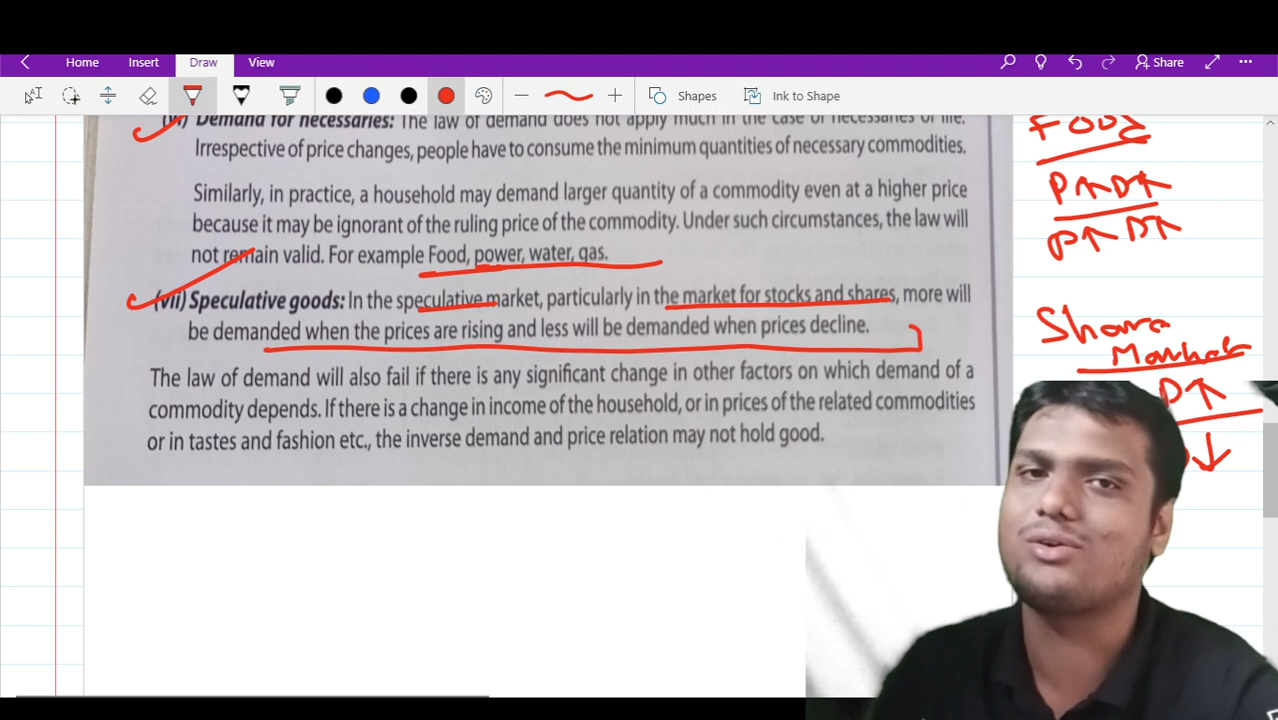 Home Insert Draw View Share
Shapes Ink to Shape
(vi) Demand for necessaries: The law of demand does not apply much in the case of necessaries of life.
Irrespective of price changes, people have to consume the minimum quantities of necessary commodities.
Similarly, in practice, a household may demand larger quantity of a commodity even at a higher price
because it may be ignorant of the ruling price of the commodity. Under such circumstances, the law will
not remain valid. For example Food, power, water, gas.
(vii) Speculative goods: In the speculative market, particularly in the market for stocks and shares, more will
be demanded when the prices are rising and less will be demanded when prices decline.
The law of demand will also fail if there is any significant change in other factors on which demand of a
commodity depends. If there is a change in income of the household, or in prices of the related commodities
or in tastes and fashion etc., the inverse demand and price relation may not hold good.
Food
P↑ D↑
P↑ D↑
Share
Market
D↑
↓